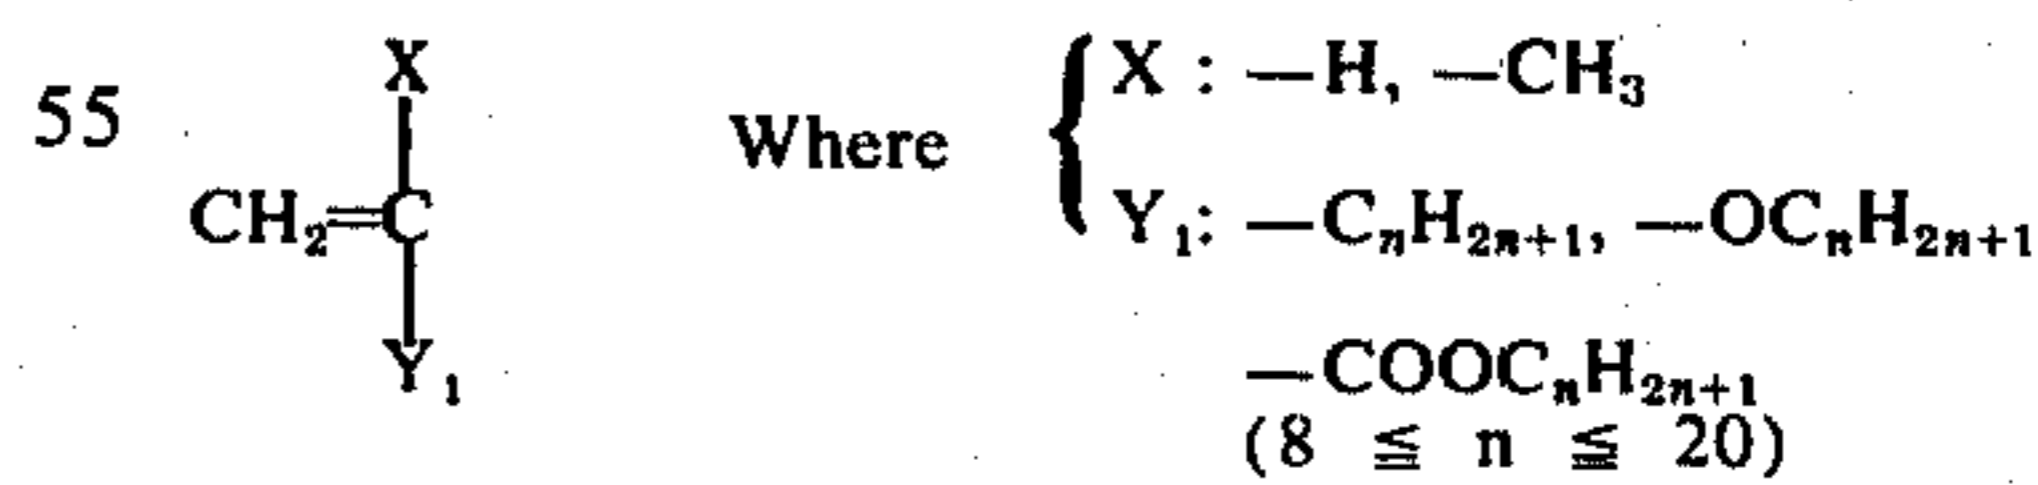 X
55 Where { X : —H, —CH₃
CH₂=C
Y₁: —CₙH₂ₙ₊₁, —OCₙH₂ₙ₊₁
—COOCₙH₂ₙ₊₁
Y₁
(8 ≦ n ≦ 20)